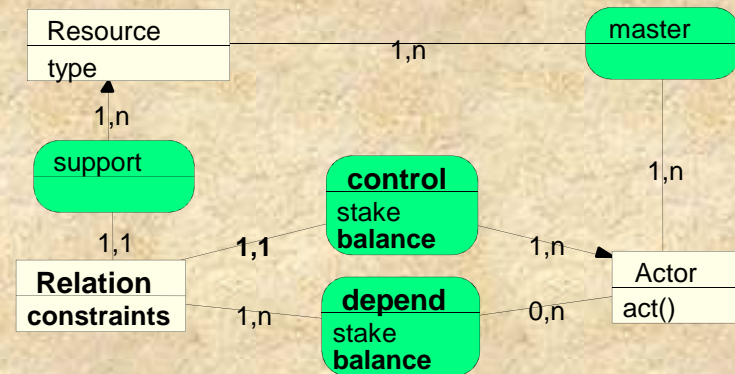 Resource
type
1,n
master
1,n
support
1,n
1,1
control
stake
balance
1,1
1,n
Relation
constraints
1,n
depend
stake
balance
0,n
Actor
act()